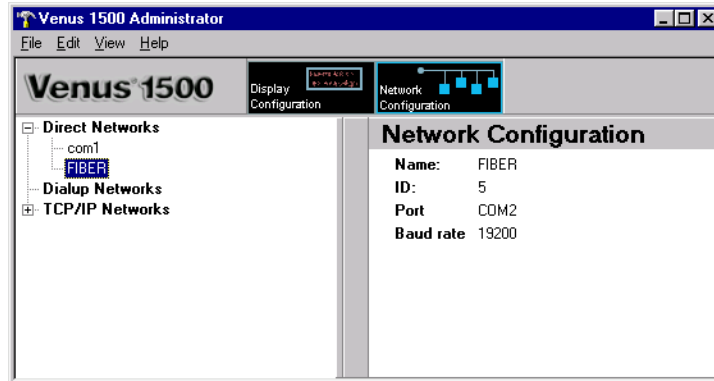 Venus 1500 Administrator
File Edit View Help
Venus 1500
Display
Configuration
Network
Configuration
Direct Networks
com1
FIBER
Dialup Networks
TCP/IP Networks
Network Configuration
Name: FIBER
ID: 5
Port COM2
Baud rate 19200